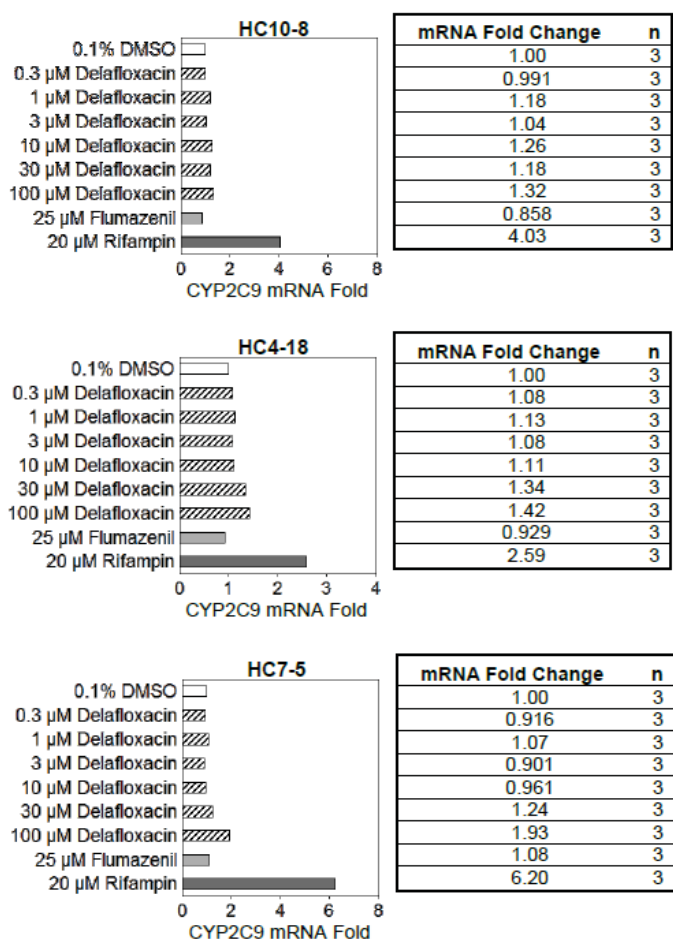 HC10-8
mRNA Fold Change n
0.1% DMSO 1.00 3
0.3 µM Delafloxacin 0.991 3
1 µM Delafloxacin 1.18 3
3 µM Delafloxacin 1.04 3
10 µM Delafloxacin 1.26 3
30 µM Delafloxacin 1.18 3
100 µM Delafloxacin 1.32 3
25 µM Flumazenil 0.858 3
20 µM Rifampin 4.03 3
0 2 4 6 8
CYP2C9 mRNA Fold
HC4-18
mRNA Fold Change n
0.1% DMSO 1.00 3
0.3 µM Delafloxacin 1.08 3
1 µM Delafloxacin 1.13 3
3 µM Delafloxacin 1.08 3
10 µM Delafloxacin 1.11 3
30 µM Delafloxacin 1.34 3
100 µM Delafloxacin 1.42 3
25 µM Flumazenil 0.929 3
20 µM Rifampin 2.59 3
0 1 2 3 4
CYP2C9 mRNA Fold
HC7-5
mRNA Fold Change n
0.1% DMSO 1.00 3
0.3 µM Delafloxacin 0.916 3
1 µM Delafloxacin 1.07 3
3 µM Delafloxacin 0.901 3
10 µM Delafloxacin 0.961 3
30 µM Delafloxacin 1.24 3
100 µM Delafloxacin 1.93 3
25 µM Flumazenil 1.08 3
20 µM Rifampin 6.20 3
0 2 4 6 8
CYP2C9 mRNA Fold